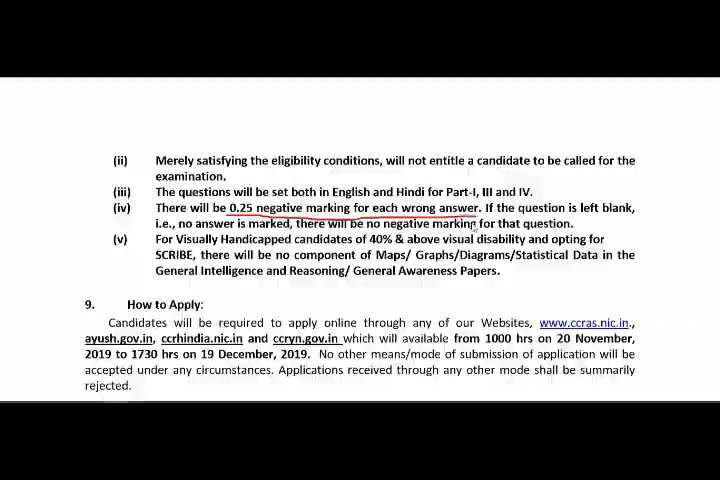 (ii) Merely satisfying the eligibility conditions, will not entitle a candidate to be called for the
examination.
(iii) The questions will be set both in English and Hindi for Part-I, III and IV.
(iv) There will be 0.25 negative marking for each wrong answer. If the question is left blank,
i.e., no answer is marked, there will be no negative marking for that question.
(v) For Visually Handicapped candidates of 40% & above visual disability and opting for
SCRIBE, there will be no component of Maps/ Graphs/Diagrams/Statistical Data in the
General Intelligence and Reasoning/ General Awareness Papers.
9. How to Apply:
Candidates will be required to apply online through any of our Websites, www.ccras.nic.in.,
ayush.gov.in, ccrhindia.nic.in and ccryn.gov.in which will available from 1000 hrs on 20 November,
2019 to 1730 hrs on 19 December, 2019. No other means/mode of submission of application will be
accepted under any circumstances. Applications received through any other mode shall be summarily
rejected.